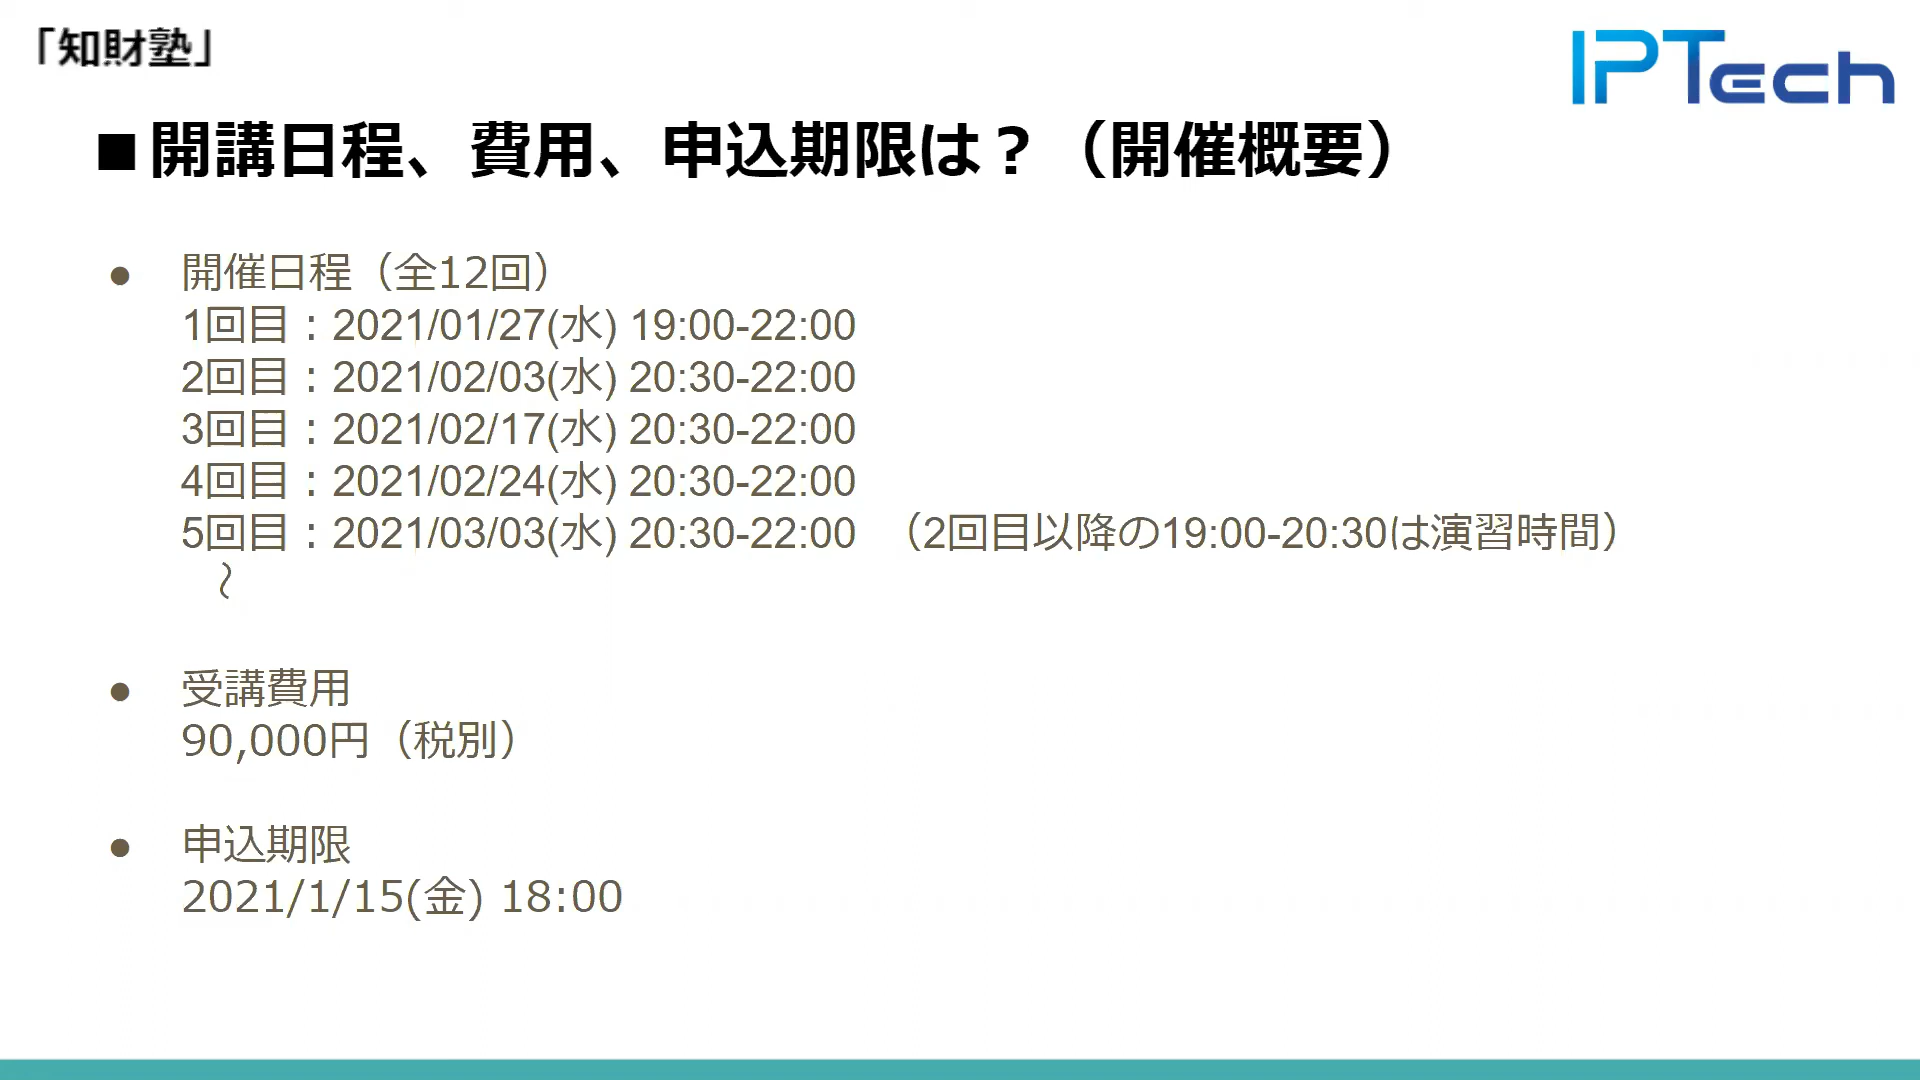 「知財塾」
IPTech
■開講日程、費用、申込期限は？（開催概要）
● 開催日程（全12回）
1回目：2021/01/27(水) 19:00-22:00
2回目：2021/02/03(水) 20:30-22:00
3回目：2021/02/17(水) 20:30-22:00
4回目：2021/02/24(水) 20:30-22:00
5回目：2021/03/03(水) 20:30-22:00 （2回目以降の19:00-20:30は演習時間）
～
● 受講費用
90,000円（税別）
● 申込期限
2021/1/15(金) 18:00